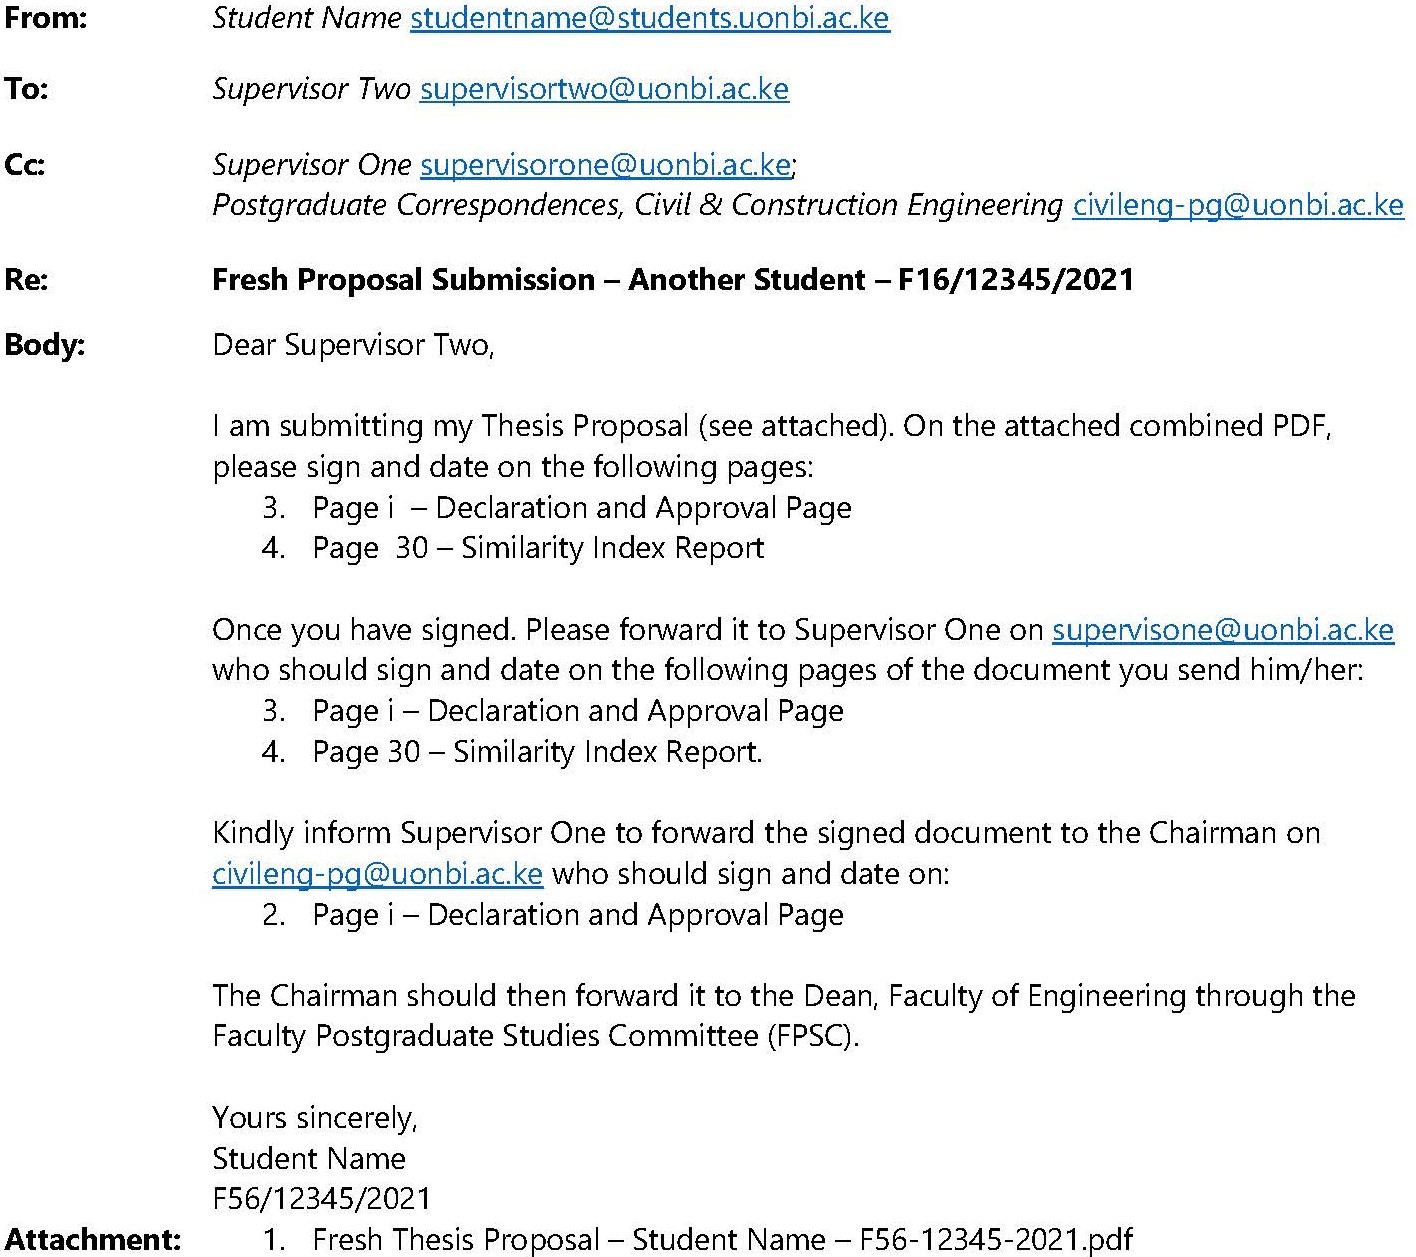 From: Student Name studentname@students.uonbi.ac.ke
To: Supervisor Two supervisortwo@uonbi.ac.ke
Cc: Supervisor One supervisorone@uonbi.ac.ke;
Postgraduate Correspondences, Civil & Construction Engineering civileng-pg@uonbi.ac.ke
Re: Fresh Proposal Submission – Another Student – F16/12345/2021
Body: Dear Supervisor Two,
I am submitting my Thesis Proposal (see attached). On the attached combined PDF,
please sign and date on the following pages:
3. Page i – Declaration and Approval Page
4. Page 30 – Similarity Index Report
Once you have signed. Please forward it to Supervisor One on supervisone@uonbi.ac.ke
who should sign and date on the following pages of the document you send him/her:
3. Page i – Declaration and Approval Page
4. Page 30 – Similarity Index Report.
Kindly inform Supervisor One to forward the signed document to the Chairman on
civileng-pg@uonbi.ac.ke who should sign and date on:
2. Page i – Declaration and Approval Page
The Chairman should then forward it to the Dean, Faculty of Engineering through the
Faculty Postgraduate Studies Committee (FPSC).
Yours sincerely,
Student Name
F56/12345/2021
Attachment: 1. Fresh Thesis Proposal – Student Name – F56-12345-2021.pdf